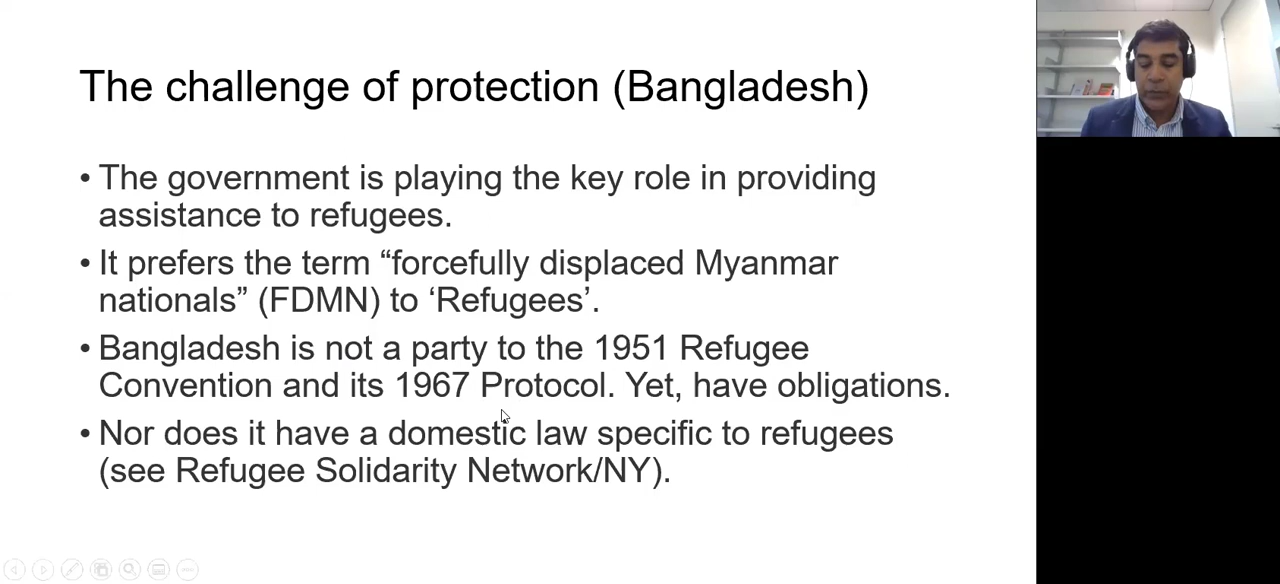 The challenge of protection (Bangladesh)
• The government is playing the key role in providing
assistance to refugees.
• It prefers the term “forcefully displaced Myanmar
nationals” (FDMN) to ‘Refugees’.
• Bangladesh is not a party to the 1951 Refugee
Convention and its 1967 Protocol. Yet, have obligations.
• Nor does it have a domestic law specific to refugees
(see Refugee Solidarity Network/NY).